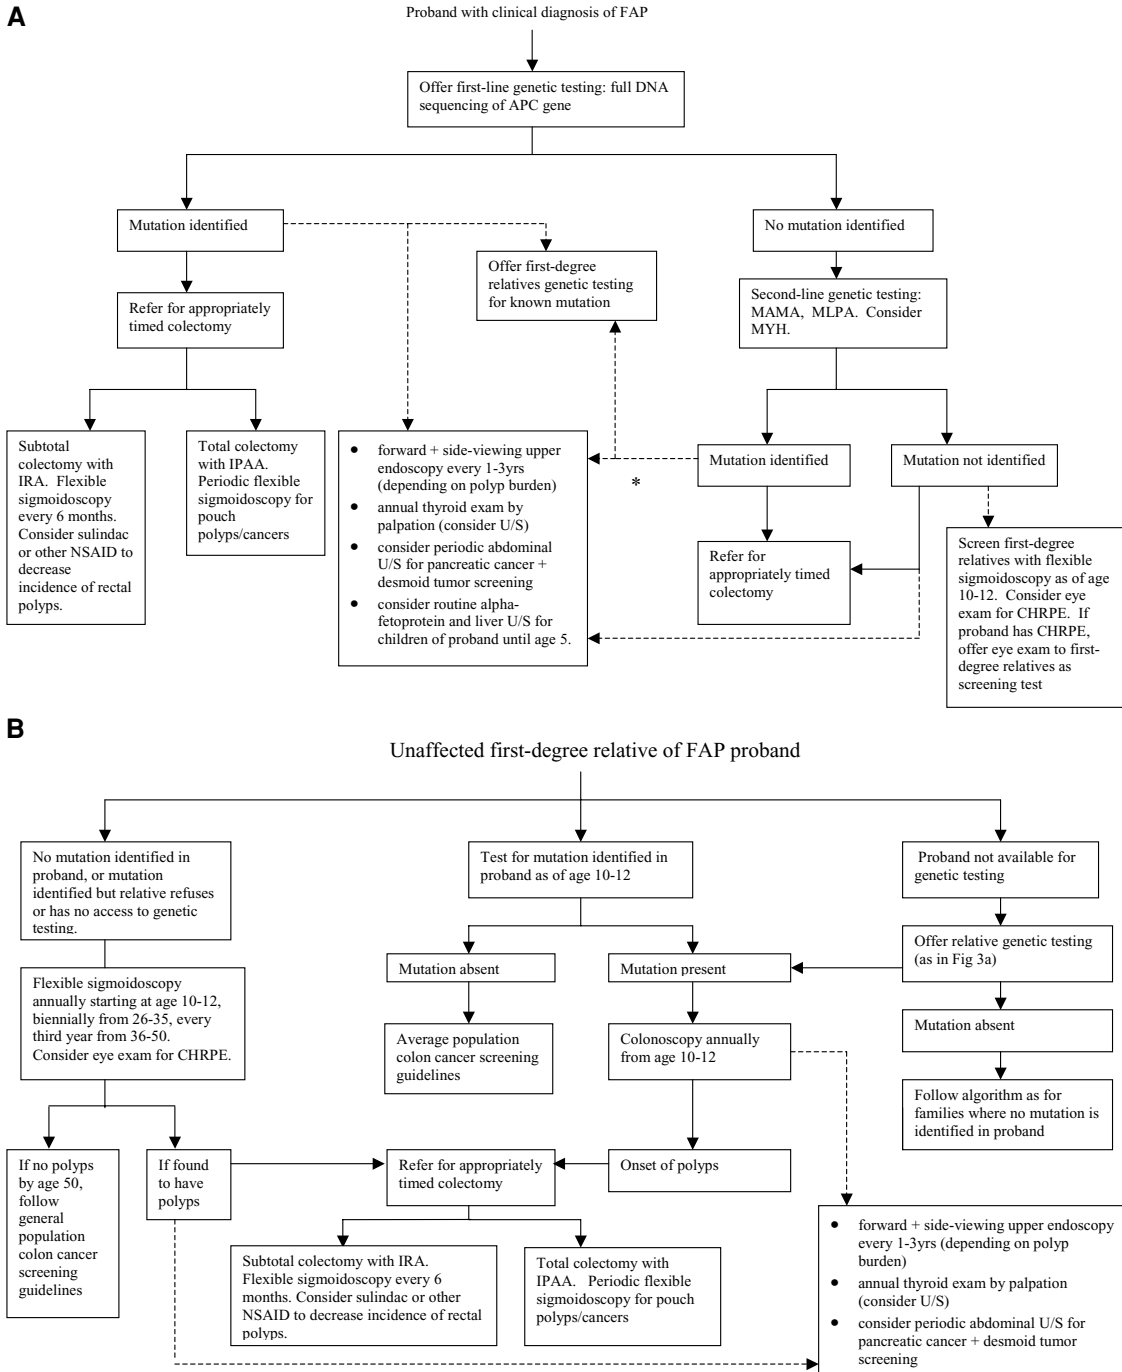 A
Proband with clinical diagnosis of FAP
Offer first-line genetic testing: full DNA
sequencing of APC gene
Mutation identified
No mutation identified
Offer first-degree
relatives genetic testing
for known mutation
Refer for appropriately
timed colectomy
Second-line genetic testing:
MAMA, MLPA. Consider
MYH.
Subtotal
colectomy with
IRA. Flexible
sigmoidoscopy
every 6 months.
Consider sulindac
or other NSAID to
decrease
incidence of rectal
polyps.
Total colectomy
with IPAA.
Periodic flexible
sigmoidoscopy for
pouch
polyps/cancers
• forward + side-viewing upper
endoscopy every 1-3yrs
(depending on polyp burden)
• annual thyroid exam by
palpation (consider U/S)
• consider periodic abdominal
U/S for pancreatic cancer +
desmoid tumor screening
• consider routine alpha-
fetoprotein and liver U/S for
children of proband until age 5.
*
Mutation identified
Mutation not identified
Refer for
appropriately timed
colectomy
Screen first-degree
relatives with flexible
sigmoidoscopy as of age
10-12. Consider eye
exam for CHRPE. If
proband has CHRPE,
offer eye exam to first-
degree relatives as
screening test
B
Unaffected first-degree relative of FAP proband
No mutation identified in
proband, or mutation
identified but relative refuses
or has no access to genetic
testing.
Test for mutation identified in
proband as of age 10-12
Proband not available for
genetic testing
Offer relative genetic testing
(as in Fig 3a)
Mutation absent
Mutation present
Flexible sigmoidoscopy
annually starting at age 10-12,
biennially from 26-35, every
third year from 36-50.
Consider eye exam for CHRPE.
Average population
colon cancer screening
guidelines
Colonoscopy annually
from age 10-12
Mutation absent
Follow algorithm as for
families where no mutation is
identified in proband
If no polyps
by age 50,
follow
general
population
colon cancer
screening
guidelines
If found
to have
polyps
Refer for appropriately
timed colectomy
Onset of polyps
Subtotal colectomy with IRA.
Flexible sigmoidoscopy every 6
months. Consider sulindac or other
NSAID to decrease incidence of rectal
polyps.
Total colectomy with
IPAA. Periodic flexible
sigmoidoscopy for pouch
polyps/cancers
• forward + side-viewing upper endoscopy
every 1-3yrs (depending on polyp
burden)
• annual thyroid exam by palpation
(consider U/S)
• consider periodic abdominal U/S for
pancreatic cancer + desmoid tumor
screening